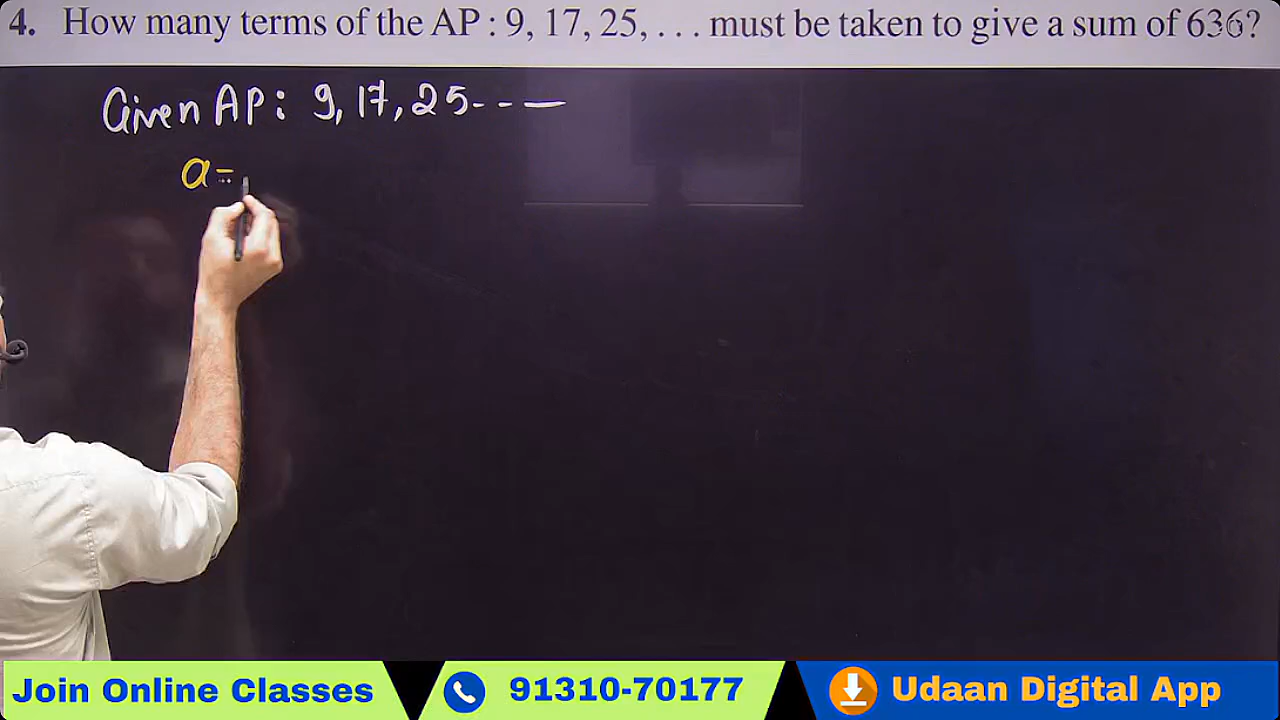 4. How many terms of the AP : 9, 17, 25, . . . must be taken to give a sum of 636?
Given AP: 9, 17, 25- - - —
a=
Join Online Classes
91310-70177
Udaan Digital App